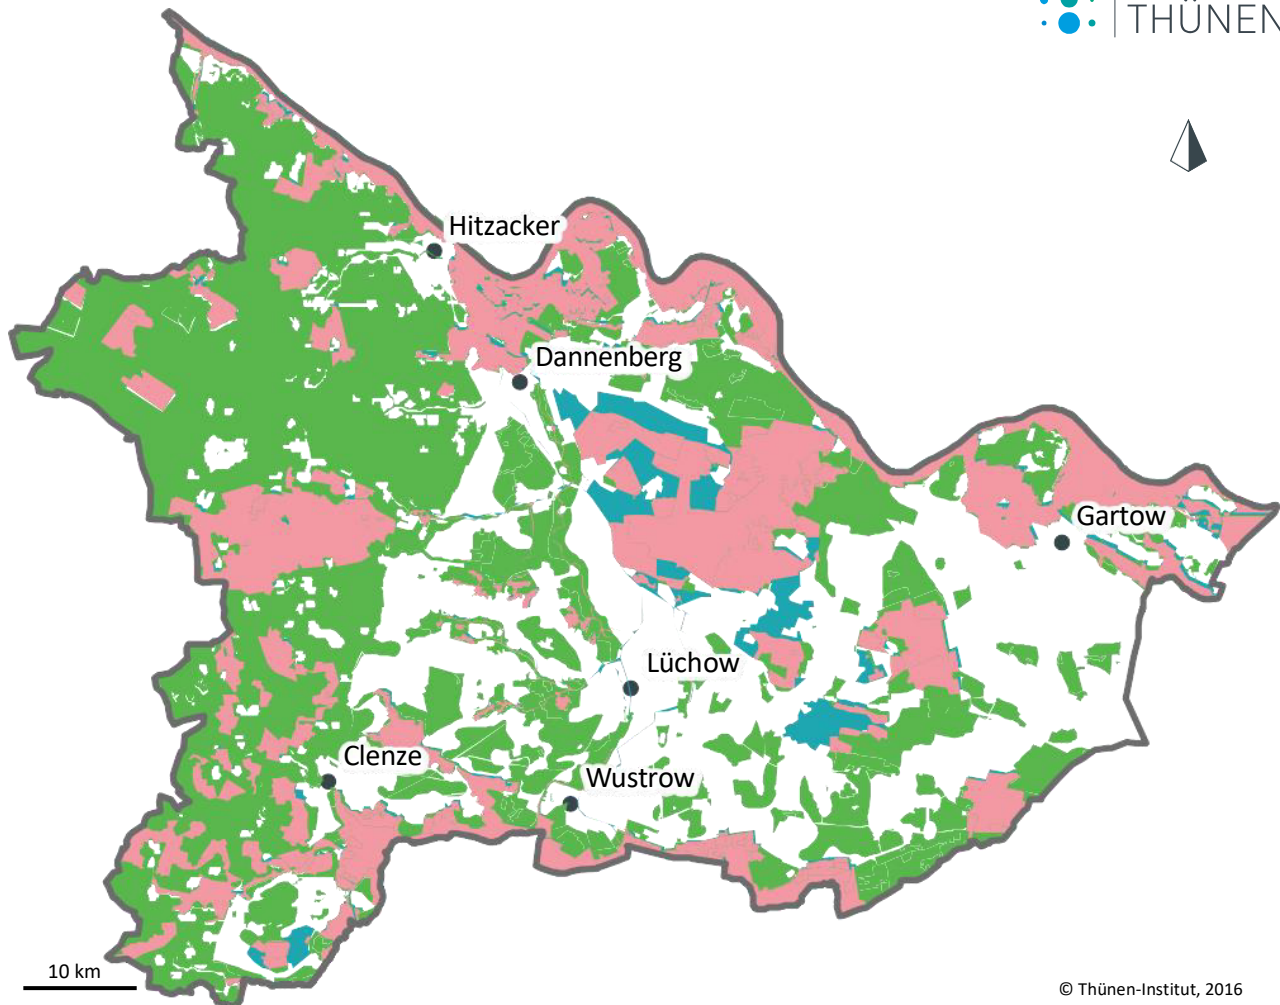 THÜNEN
Hitzacker
Dannenberg
Gartow
Lüchow
Clenze
Wustrow
10 km
© Thünen-Institut, 2016